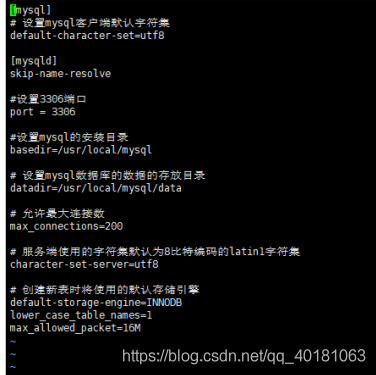 [mysql]
# 设置mysql客户端默认字符集
default-character-set=utf8
[mysqld]
skip-name-resolve
#设置3306端口
port = 3306
#设置mysql的安装目录
basedir=/usr/local/mysql
# 设置mysql数据库的数据的存放目录
datadir=/usr/local/mysql/data
# 允许最大连接数
max_connections=200
# 服务端使用的字符集默认为8比特编码的latin1字符集
character-set-server=utf8
# 创建新表时将使用的默认存储引擎
default-storage-engine=INNODB
lower_case_table_names=1
max_allowed_packet=16M
~
~
~
https://blog.csdn.net/qq_40181063